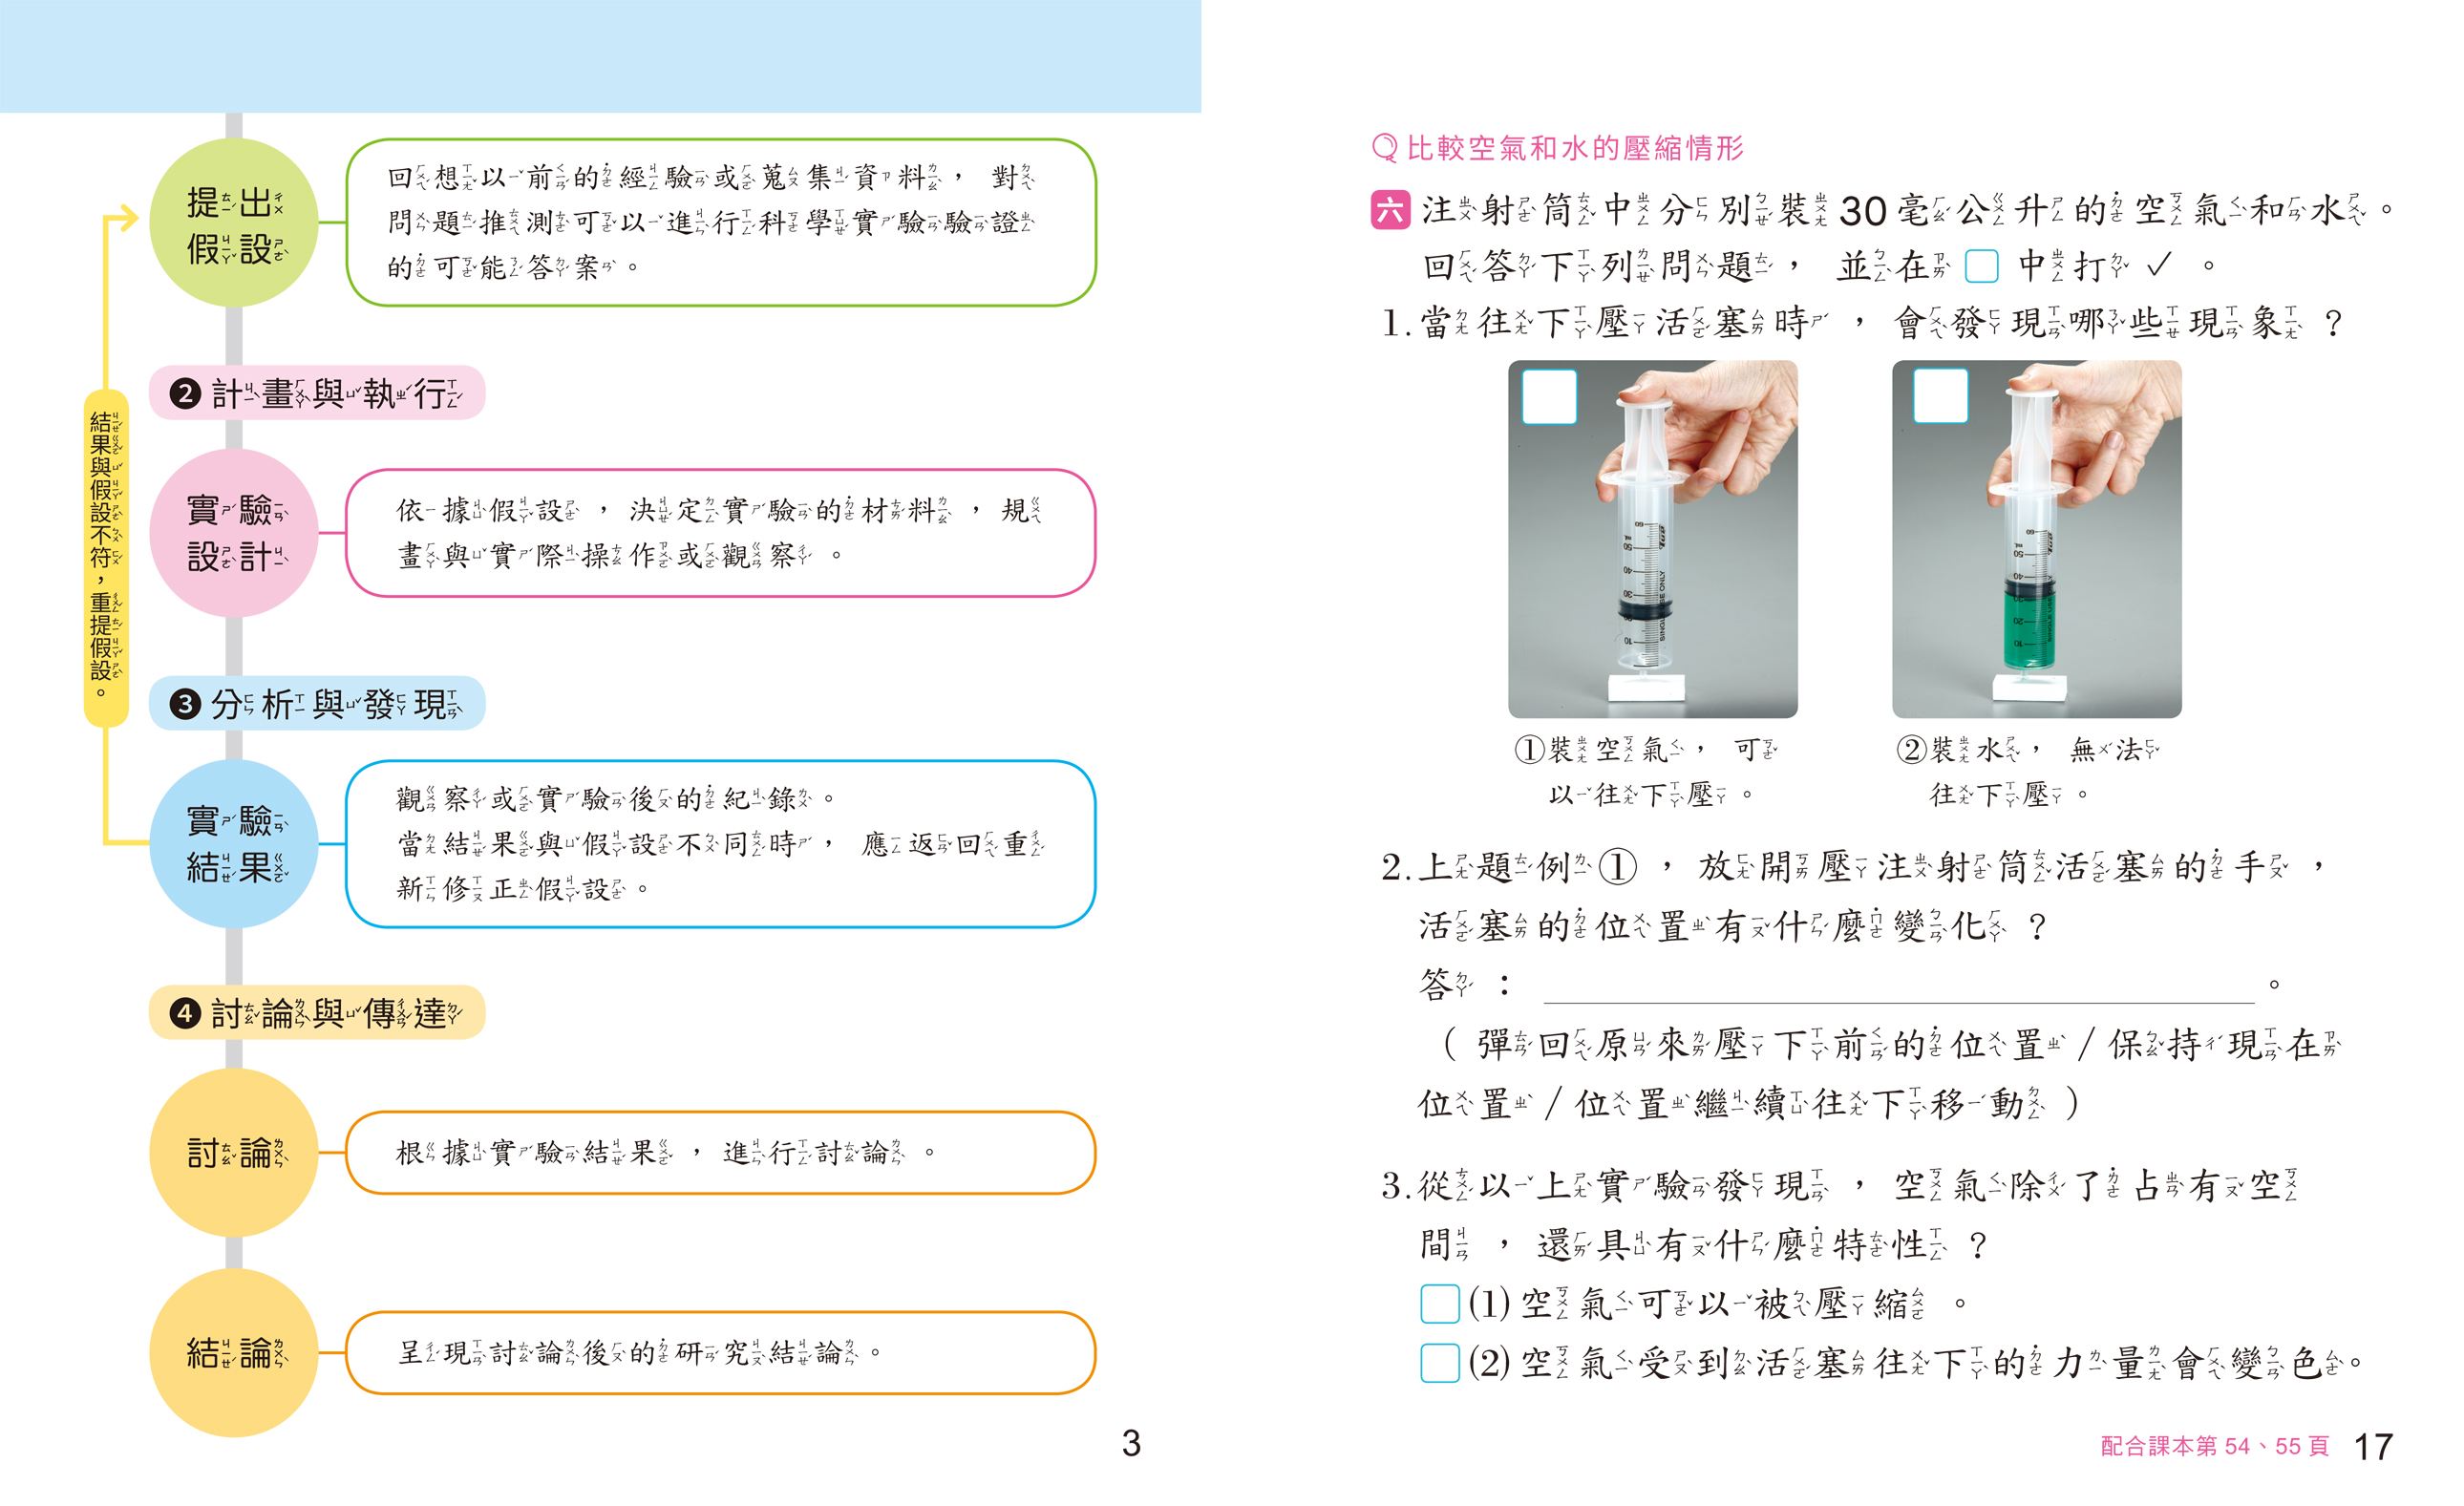 提出
假設
回想以前的經驗或蒐集資料，對
問題推測可以進行科學實驗驗證
的可能答案。
❷計畫與執行
實驗
設計
依據假設，決定實驗的材料，規
畫與實際操作或觀察。
結果與假設不符，重提假設。
❸分析與發現
實驗
結果
觀察或實驗後的紀錄。
當結果與假設不同時，應返回重
新修正假設。
❹討論與傳達
討論
根據實驗結果，進行討論。
結論
呈現討論後的研究結論。
3
比較空氣和水的壓縮情形
六 注射筒中分別裝30毫公升的空氣和水。
回答下列問題，並在□中打✓。
1.當往下壓活塞時，會發現哪些現象？
①裝空氣，可
以往下壓。
②裝水，無法
往下壓。
2.上題例①，放開壓注射筒活塞的手，
活塞的位置有什麼變化？
答：＿＿＿＿＿＿＿＿＿＿＿＿。
（彈回原來壓下前的位置/保持現在
位置/位置繼續往下移動）
3.從以上實驗發現，空氣除了占有空
間，還具有什麼特性？
□(1)空氣可以被壓縮。
□(2)空氣受到活塞往下的力量會變色。
配合課本第54、55頁 17